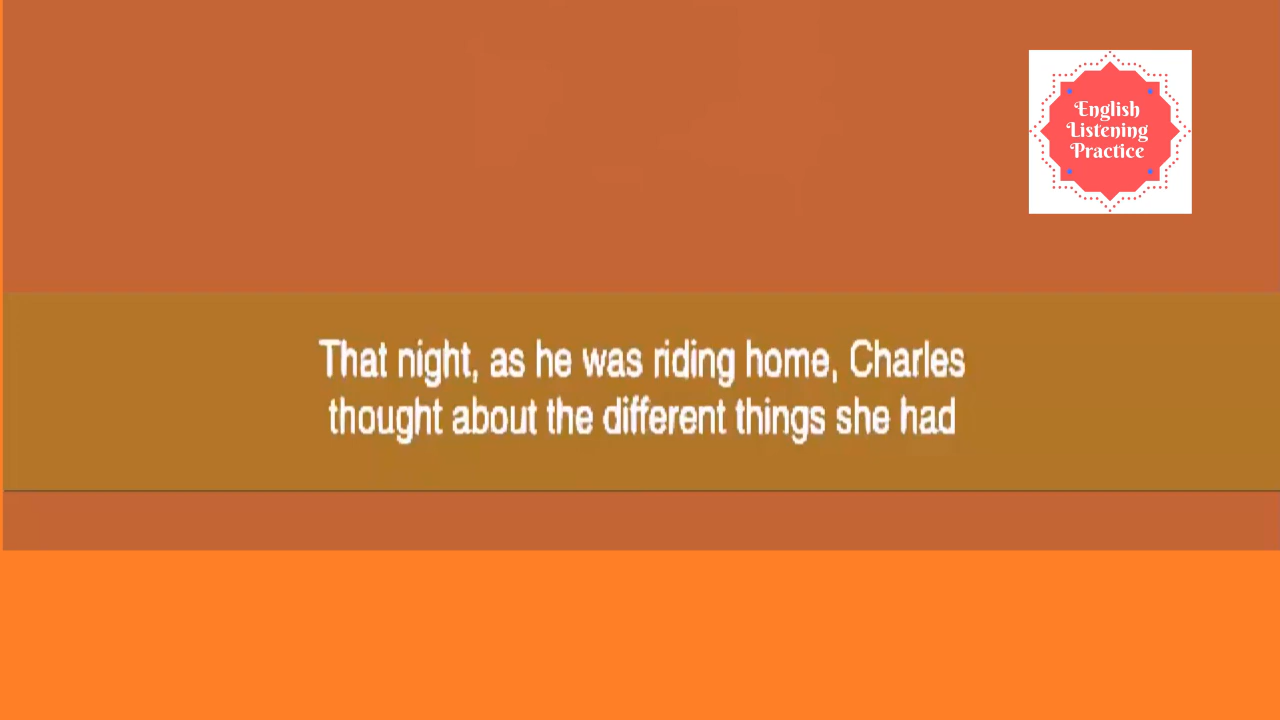 English
Listening
Practice
That night, as he was riding home, Charles
thought about the different things she had